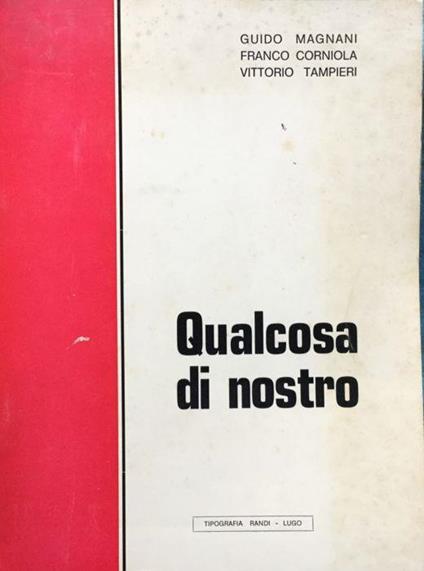 GUIDO MAGNANI
FRANCO CORNIOLA
VITTORIO TAMPIERI
Qualcosa
di nostro
TIPOGRAFIA RANDI - LUGO